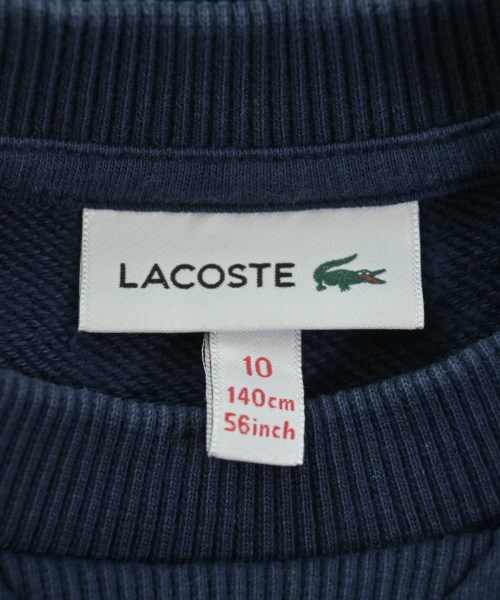 LACOSTE
10
140cm
56inch